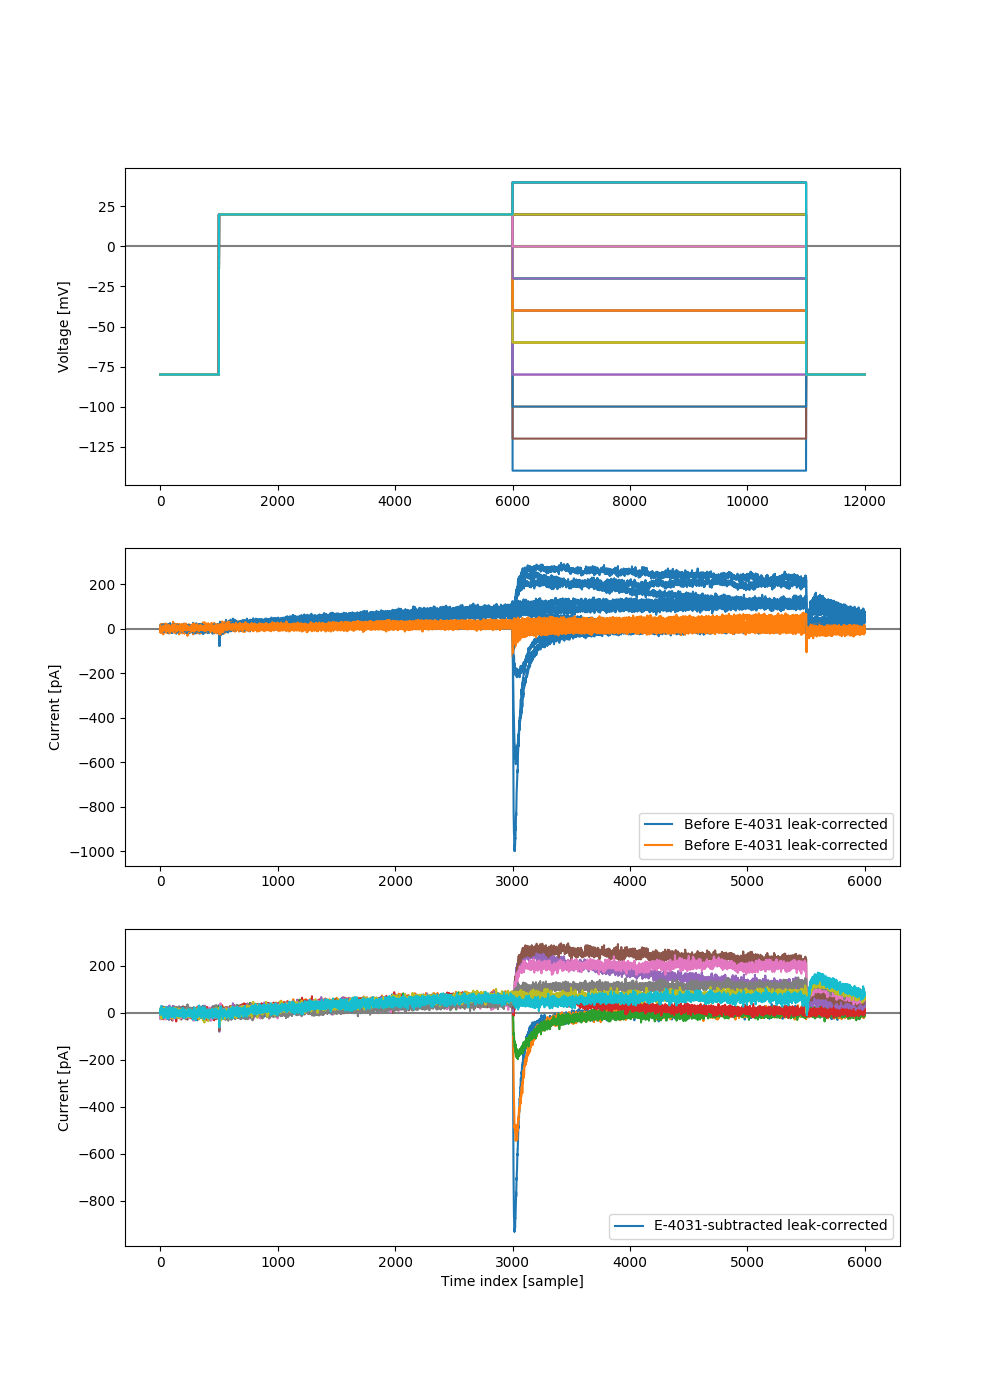 25
0
−25
−50
−75
−100
−125
Voltage [mV]
0 2000 4000 6000 8000 10000 12000
200
0
−200
−400
−600
−800
−1000
Current [pA]
Before E-4031 leak-corrected
Before E-4031 leak-corrected
0 1000 2000 3000 4000 5000 6000
200
0
−200
−400
−600
−800
Current [pA]
E-4031-subtracted leak-corrected
0 1000 2000 3000 4000 5000 6000
Time index [sample]